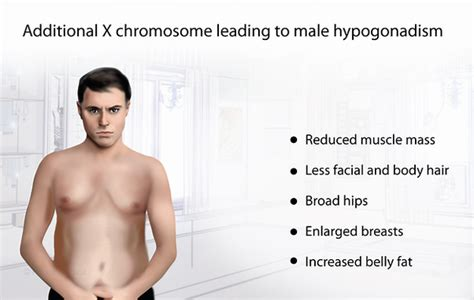 Additional X chromosome leading to male hypogonadism
Reduced muscle mass
Less facial and body hair
Broad hips
Enlarged breasts
Increased belly fat